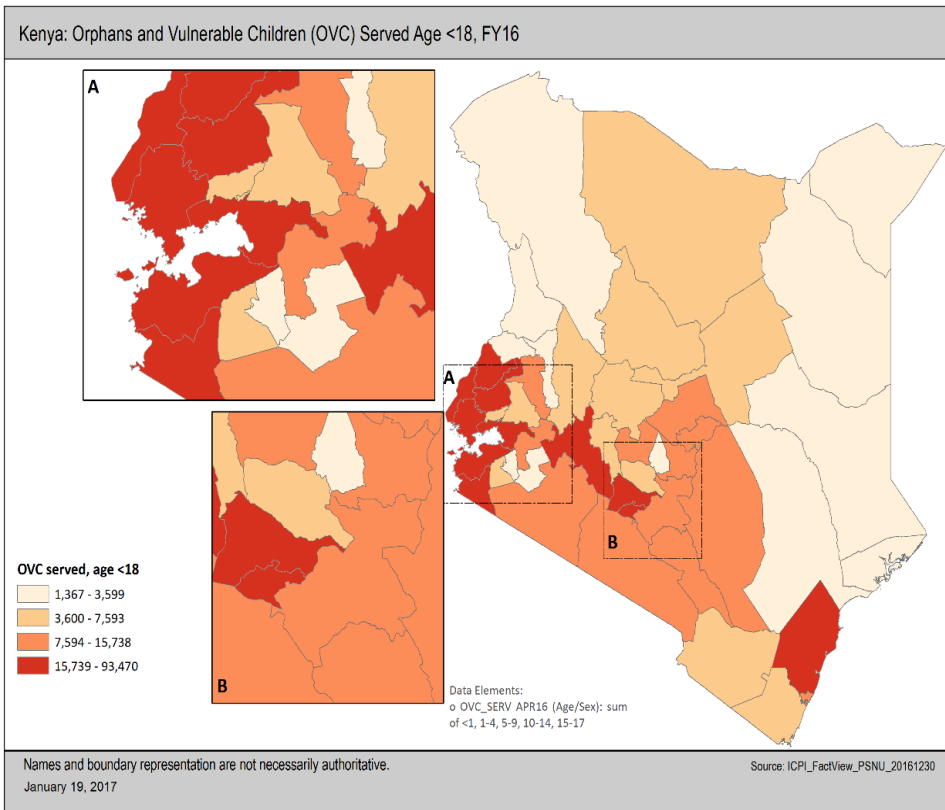 Kenya: Orphans and Vulnerable Children (OVC) Served Age <18, FY16
A
A
B
OVC served, age <18
1,367 - 3,599
3,600 - 7,593
7,594 - 15,738
15,739 - 93,470
B
Data Elements:
o OVC_SERV APR16 (Age/Sex): sum
of <1, 1-4, 5-9, 10-14, 15-17
Names and boundary representation are not necessarily authoritative.
Source: ICPI_FactView_PSNU_20161230
January 19, 2017